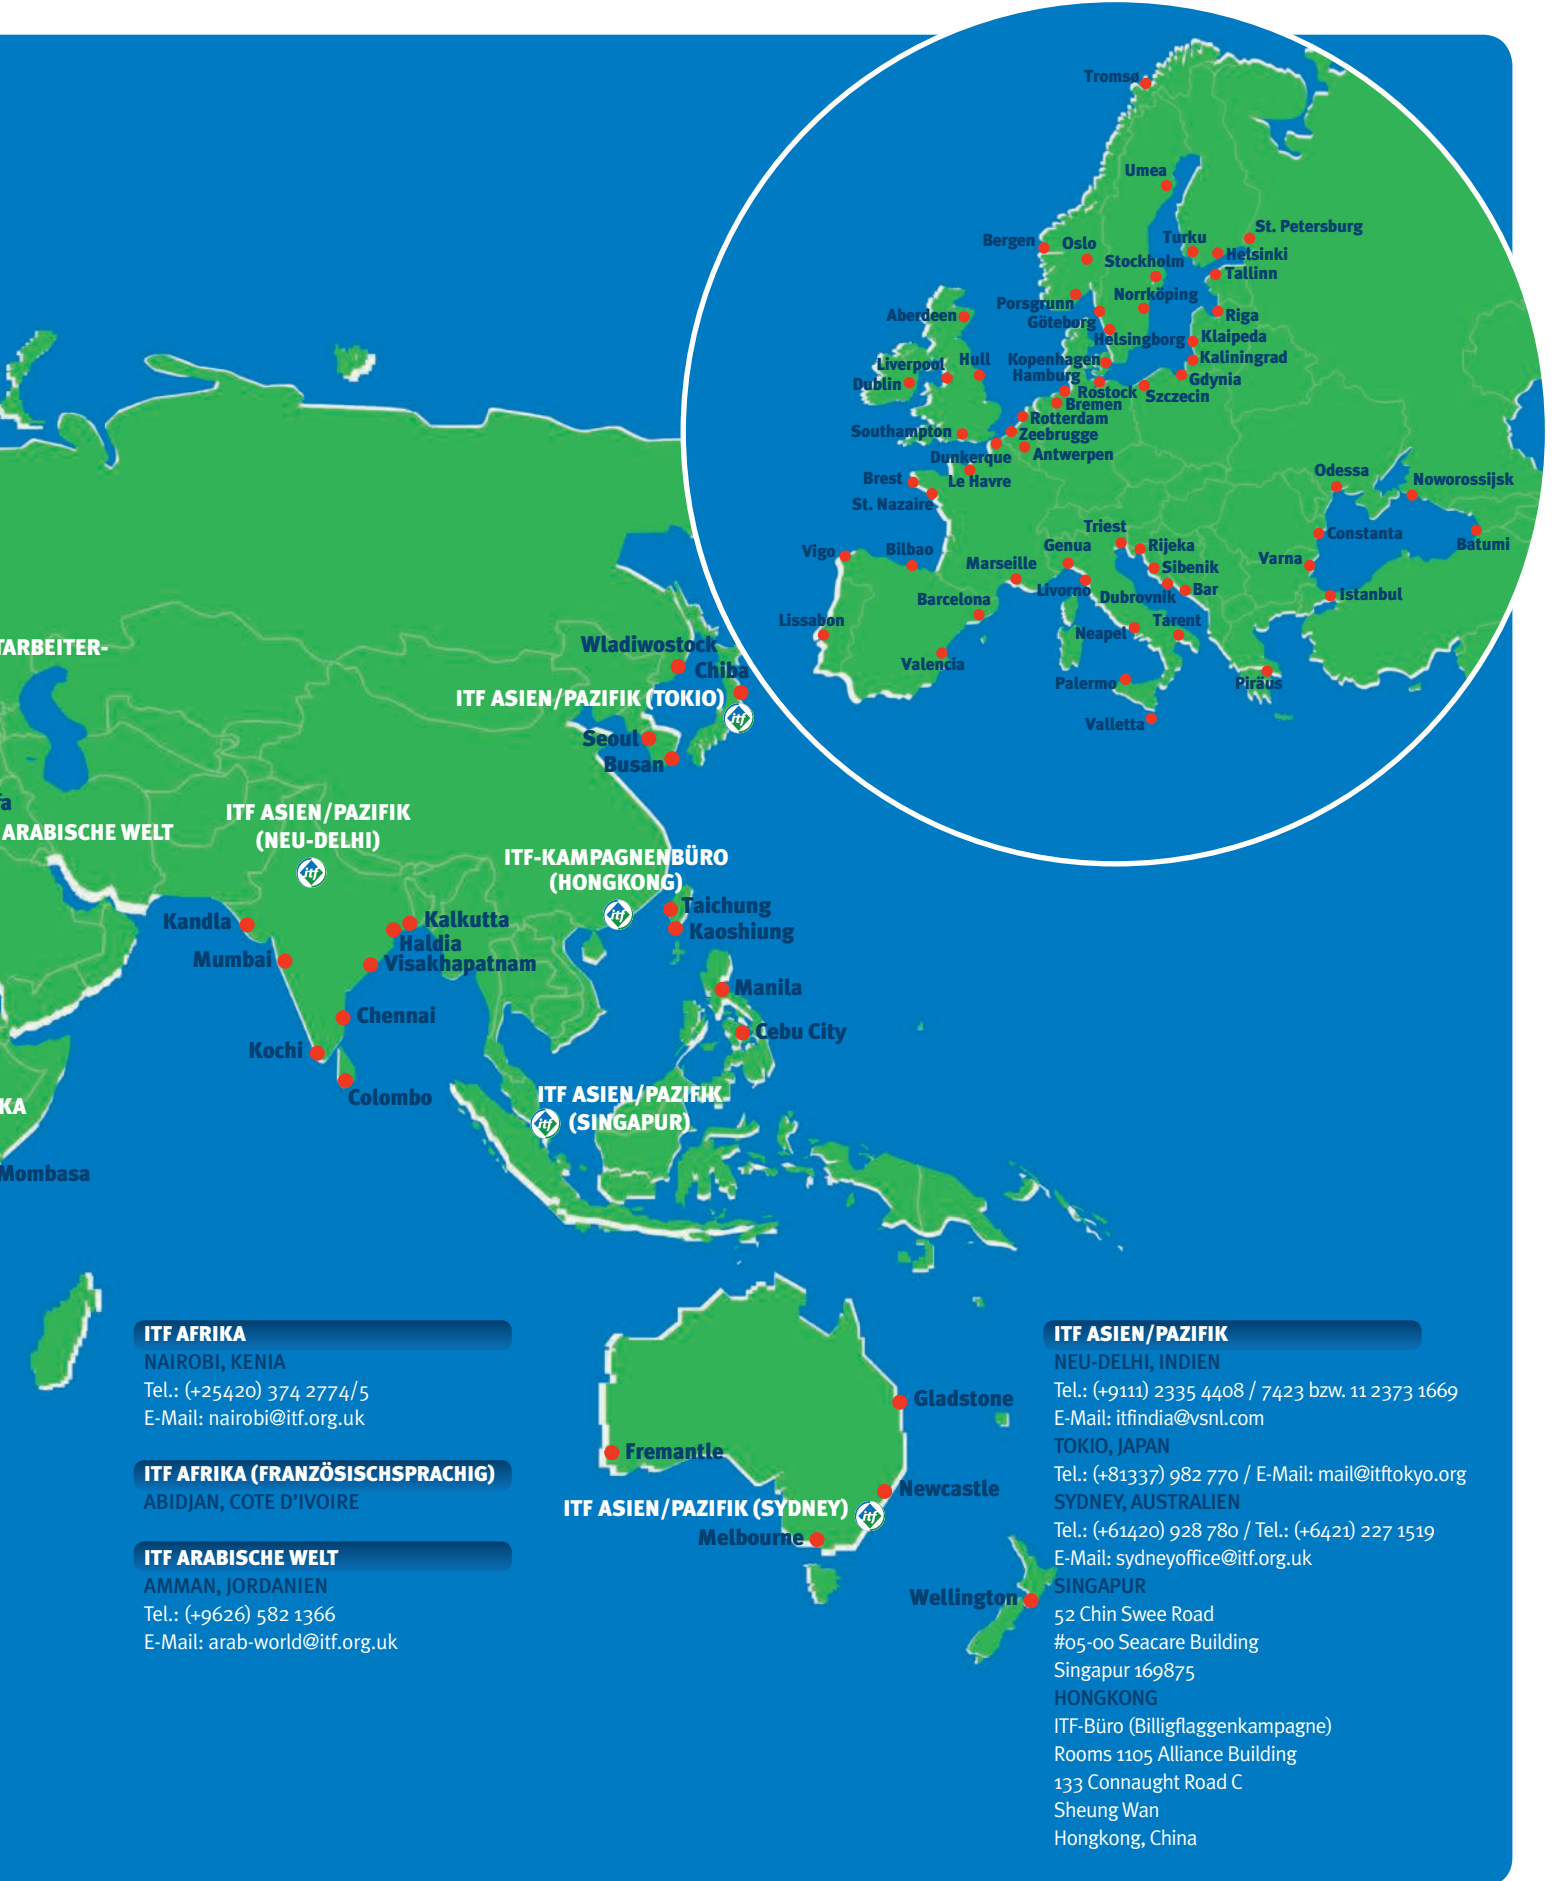 Tromsø
Umea
St. Petersburg
Bergen
Oslo
Turku
Helsinki
Stockholm
Tallinn
Porsgrunn
Norrköping
Aberdeen
Göteborg
Riga
Helsingborg
Klaipeda
Liverpool
Hull
Kopenhagen
Kaliningrad
Dublin
Hamburg
Gdynia
Rostock
Szczecin
Bremen
Rotterdam
Southampton
Zeebrugge
Dunkerque
Antwerpen
Brest
Le Havre
St. Nazaire
Odessa
Noworossijsk
Triest
Constanta
Vigo
Bilbao
Genua
Rijeka
Batumi
Marseille
Sibenik
Varna
Livorno
Dubrovnik
Bar
Istanbul
Barcelona
Lissabon
Neapel
Tarent
Valencia
Palermo
Piräus
Valletta
TARBEITER-
Wladiwostock
Chiba
ITF ASIEN/PAZIFIK (TOKIO)
itf
Seoul
Busan
fa
ARABISCHE WELT
ITF ASIEN/PAZIFIK
(NEU-DELHI)
itf
ITF-KAMPAGNENBÜRO
(HONGKONG)
itf
Taichung
Kaoshiung
Kandla
Kalkutta
Haldia
Mumbai
Visakhapatnam
Manila
Chennai
Cebu City
Kochi
Colombo
ITF ASIEN/PAZIFIK
(SINGAPUR)
itf
KA
Mombasa
Gladstone
Fremantle
Newcastle
ITF ASIEN/PAZIFIK (SYDNEY)
itf
Melbourne
Wellington
ITF AFRIKA
NAIROBI, KENIA
Tel.: (+25420) 374 2774/5
E-Mail: nairobi@itf.org.uk
ITF AFRIKA (FRANZÖSISCHSPRACHIG)
ABIDJAN, COTE D'IVOIRE
ITF ARABISCHE WELT
AMMAN, JORDANIEN
Tel.: (+9626) 582 1366
E-Mail: arab-world@itf.org.uk
ITF ASIEN/PAZIFIK
NEU-DELHI, INDIEN
Tel.: (+9111) 2335 4408 / 7423 bzw. 11 2373 1669
E-Mail: itfindia@vsnl.com
TOKIO, JAPAN
Tel.: (+81337) 982 770 / E-Mail: mail@itftokyo.org
SYDNEY, AUSTRALIEN
Tel.: (+61420) 928 780 / Tel.: (+6421) 227 1519
E-Mail: sydneyoffice@itf.org.uk
SINGAPUR
52 Chin Swee Road
#05-00 Seacare Building
Singapur 169875
HONGKONG
ITF-Büro (Billigflaggenkampagne)
Rooms 1105 Alliance Building
133 Connaught Road C
Sheung Wan
Hongkong, China